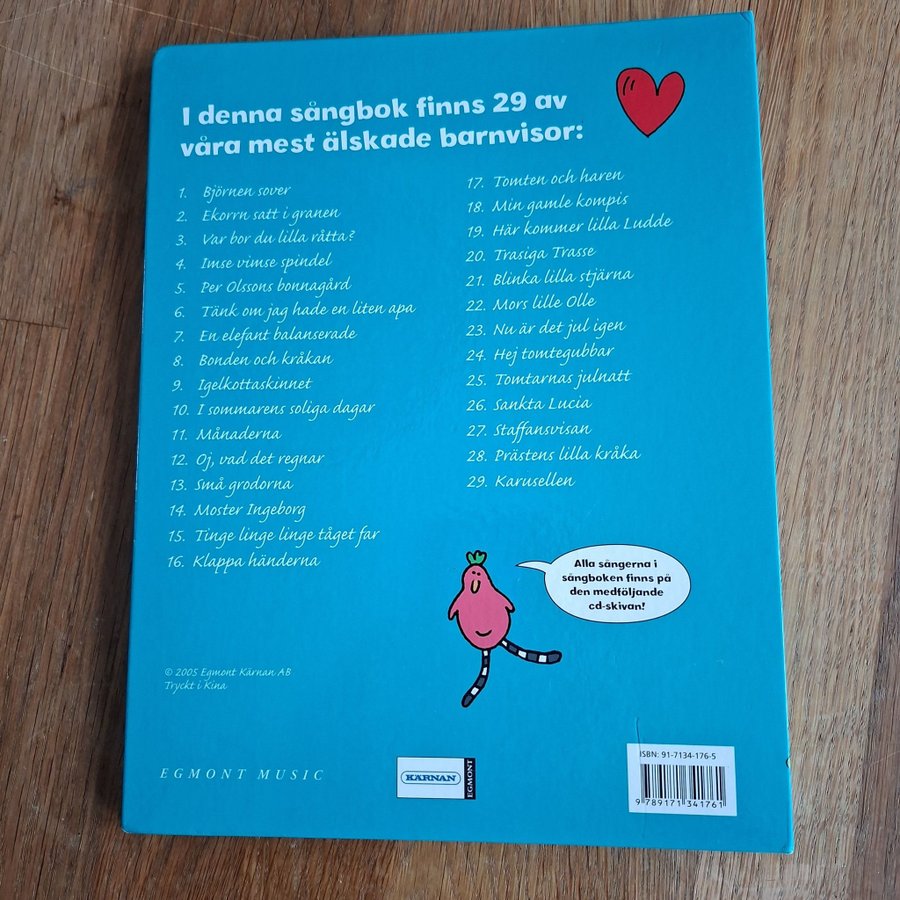 I denna sångbok finns 29 av
våra mest älskade barnvisor:
1. Björnen sover
2. Ekorrn satt i granen
3. Var bor du lilla råtta?
4. Imse vimse spindel
5. Per Olssons bonnagård
6. Tänk om jag hade en liten apa
7. En elefant balanserade
8. Bonden och kråkan
9. Igelkottaskinnet
10. I sommarens soliga dagar
11. Månaderna
12. Oj, vad det regnar
13. Små grodorna
14. Moster Ingeborg
15. Tinge linge linge tåget far
16. Klappa händerna
17. Tomten och haren
18. Min gamle kompis
19. Här kommer lilla Ludde
20. Trasiga Trasse
21. Blinka lilla stjärna
22. Mors lille Olle
23. Nu är det jul igen
24. Hej tomtegubbar
25. Tomtarnas julnatt
26. Sankta Lucia
27. Staffansvisan
28. Prästens lilla kråka
29. Karusellen
Alla sångerna i
sångboken finns på
den medföljande
cd-skivan!
© 2005 Egmont Kärnan AB
Tryckt i Kina
EGMONT MUSIC
KÄRNAN
EGMONT
ISBN: 91-7134-176-5
9 789171 341761